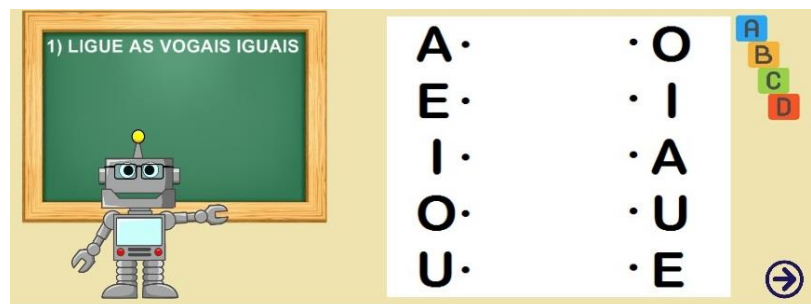 1) LIGUE AS VOGAIS IGUAIS
A · · O
E · · I
I · · A
O · · U
U · · E
A
B
C
D